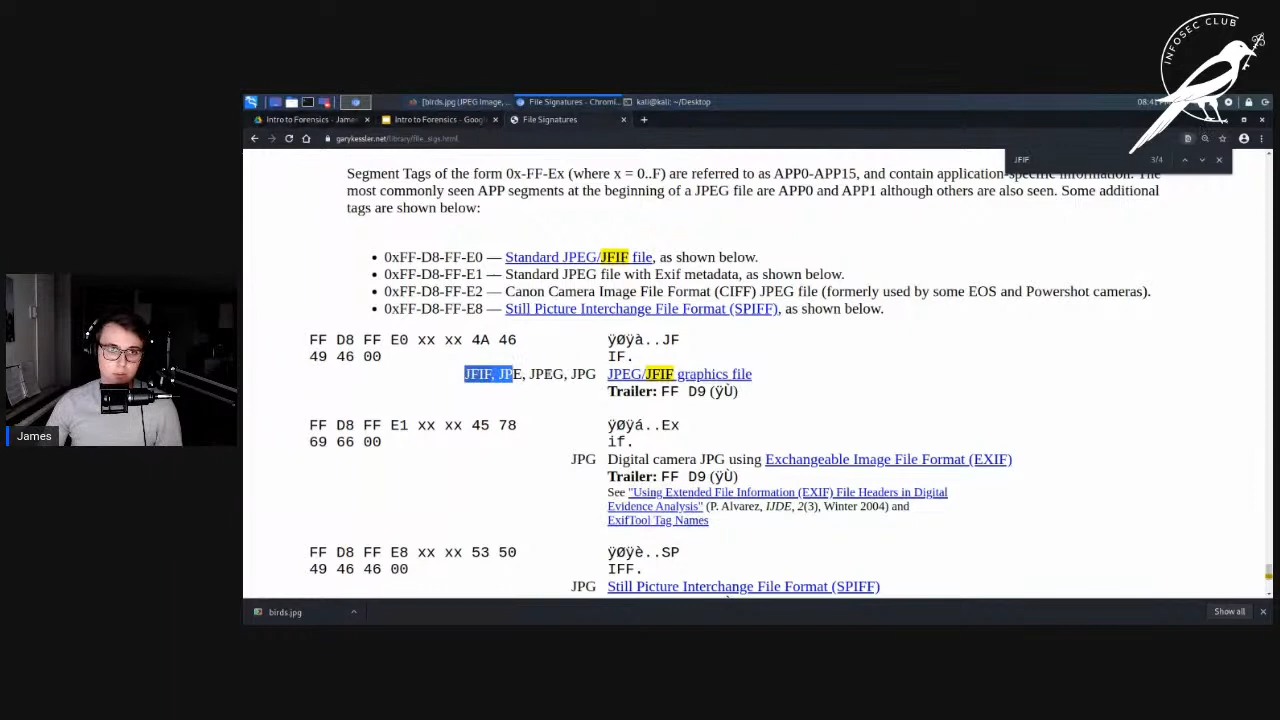 INFOSEC CLUB
[birds.jpg (JPEG Image, ...
File Signatures - Chromi...
kali@kali: ~/Desktop
08:41
Intro to Forensics - Jame
Intro to Forensics - Goog
File Signatures
garykessler.net/library/file_sigs.html
JFIF
3/4
Segment Tags of the form 0x-FF-Ex (where x = 0..F) are referred to as APP0-APP15, and contain application-specific information. The
most commonly seen APP segments at the beginning of a JPEG file are APP0 and APP1 although others are also seen. Some additional
tags are shown below:
• 0xFF-D8-FF-E0 — Standard JPEG/JFIF file, as shown below.
• 0xFF-D8-FF-E1 — Standard JPEG file with Exif metadata, as shown below.
• 0xFF-D8-FF-E2 — Canon Camera Image File Format (CIFF) JPEG file (formerly used by some EOS and Powershot cameras).
• 0xFF-D8-FF-E8 — Still Picture Interchange File Format (SPIFF), as shown below.
FF D8 FF E0 xx xx 4A 46 ÿØÿà..JF
49 46 00 IF.
JFIF, JPE, JPEG, JPG JPEG/JFIF graphics file
Trailer: FF D9 (ÿÙ)
FF D8 FF E1 xx xx 45 78 ÿØÿá..Ex
69 66 00 if.
JPG Digital camera JPG using Exchangeable Image File Format (EXIF)
Trailer: FF D9 (ÿÙ)
See "Using Extended File Information (EXIF) File Headers in Digital
Evidence Analysis" (P. Alvarez, IJDE, 2(3), Winter 2004) and
ExifTool Tag Names
FF D8 FF E8 xx xx 53 50 ÿØÿè..SP
49 46 46 00 IFF.
JPG Still Picture Interchange File Format (SPIFF)
James
birds.jpg
Show all